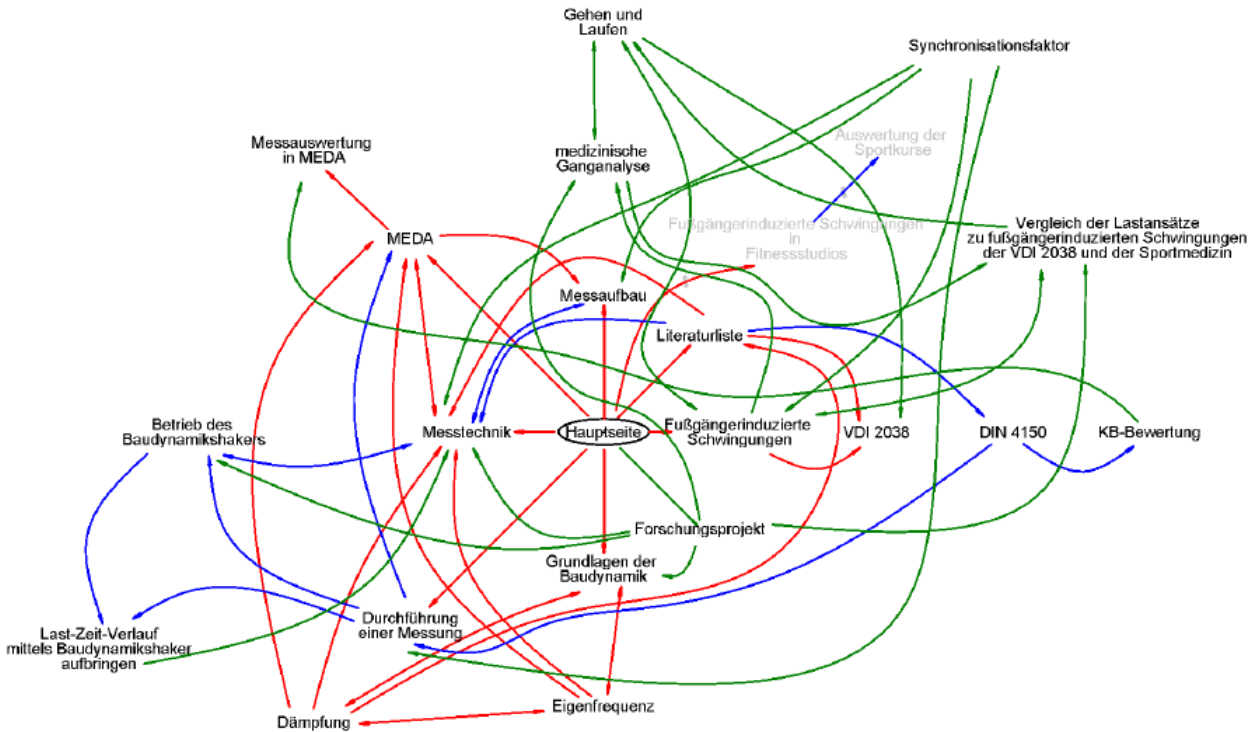 Gehen und
Laufen
Synchronisationsfaktor
Messauswertung
in MEDA
medizinische
Ganganalyse
Auswertung der
Sportkurse
Fußgängerinduzierte Schwingungen
in
Fitnessstudios
Vergleich der Lastansätze
zu fußgängerinduzierten Schwingungen
der VDI 2038 und der Sportmedizin
MEDA
Messaufbau
Literaturliste
Betrieb des
Baudynamikshakers
Messtechnik
Hauptseite
Fußgängerinduzierte
Schwingungen
VDI 2038
DIN 4150
KB-Bewertung
Forschungsprojekt
Grundlagen der
Baudynamik
Durchführung
einer Messung
Last-Zeit-Verlauf
mittels Baudynamikshaker
aufbringen
Dämpfung
Eigenfrequenz